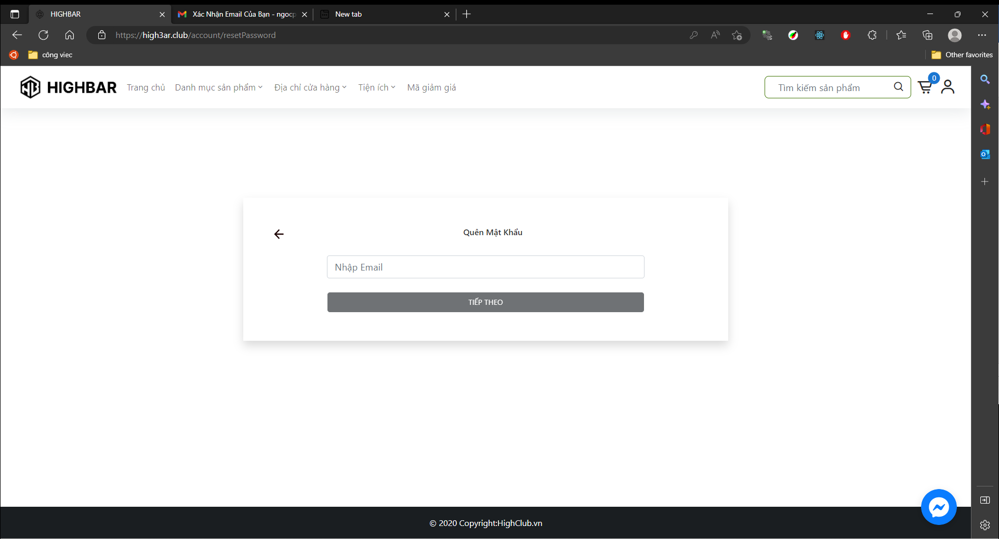 HIGHBAR
Xác Nhận Email Của Bạn - ngocp
New tab
https://high3ar.club/account/resetPassword
công viec
Other favorites
HIGHBAR
Trang chủ
Danh mục sản phẩm
Địa chỉ cửa hàng
Tiện ích
Mã giảm giá
Tìm kiếm sản phẩm
0
Quên Mật Khẩu
Nhập Email
TIẾP THEO
© 2020 Copyright:HighClub.vn